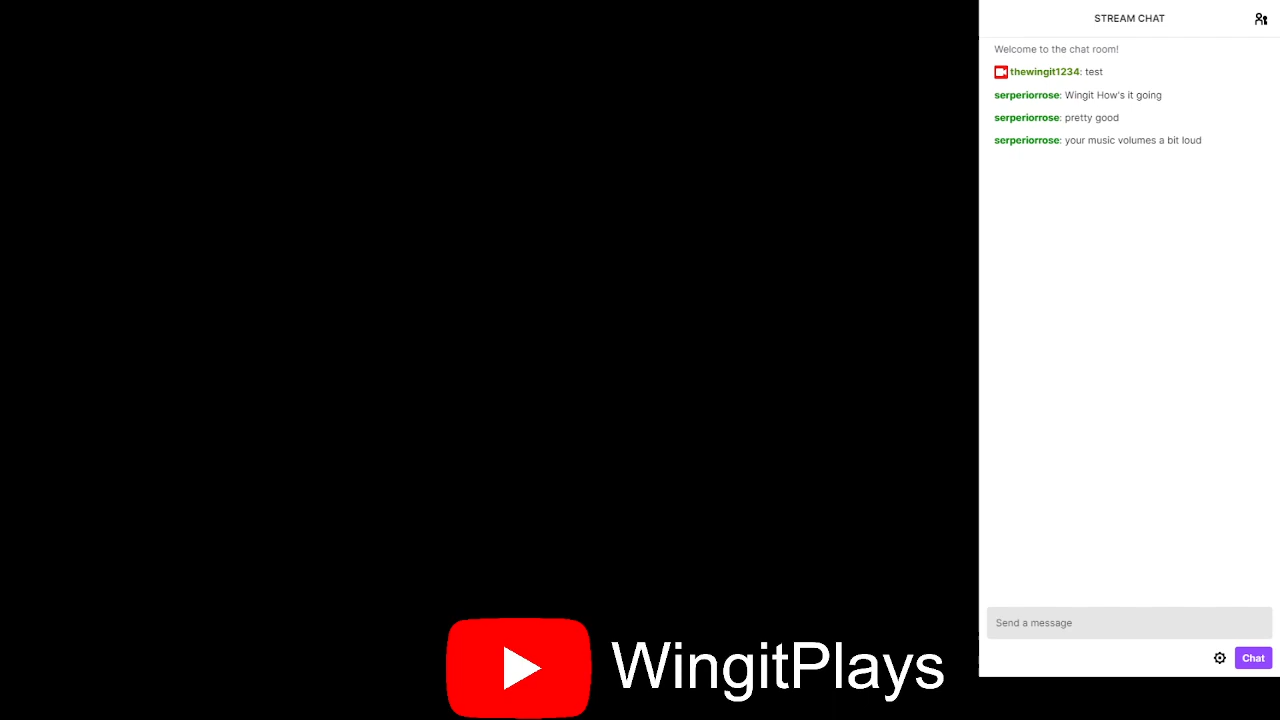 STREAM CHAT
Welcome to the chat room!
thewingit1234: test
serperiorrose: Wingit How's it going
serperiorrose: pretty good
serperiorrose: your music volumes a bit loud
Send a message
Chat
WingitPlays